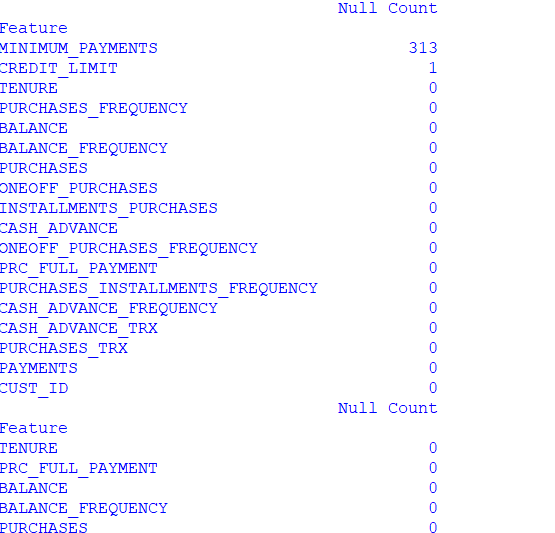 Null Count
Feature
MINIMUM_PAYMENTS 313
CREDIT_LIMIT 1
TENURE 0
PURCHASES_FREQUENCY 0
BALANCE 0
BALANCE_FREQUENCY 0
PURCHASES 0
ONEOFF_PURCHASES 0
INSTALLMENTS_PURCHASES 0
CASH_ADVANCE 0
ONEOFF_PURCHASES_FREQUENCY 0
PRC_FULL_PAYMENT 0
PURCHASES_INSTALLMENTS_FREQUENCY 0
CASH_ADVANCE_FREQUENCY 0
CASH_ADVANCE_TRX 0
PURCHASES_TRX 0
PAYMENTS 0
CUST_ID 0
Null Count
Feature
TENURE 0
PRC_FULL_PAYMENT 0
BALANCE 0
BALANCE_FREQUENCY 0
PURCHASES 0